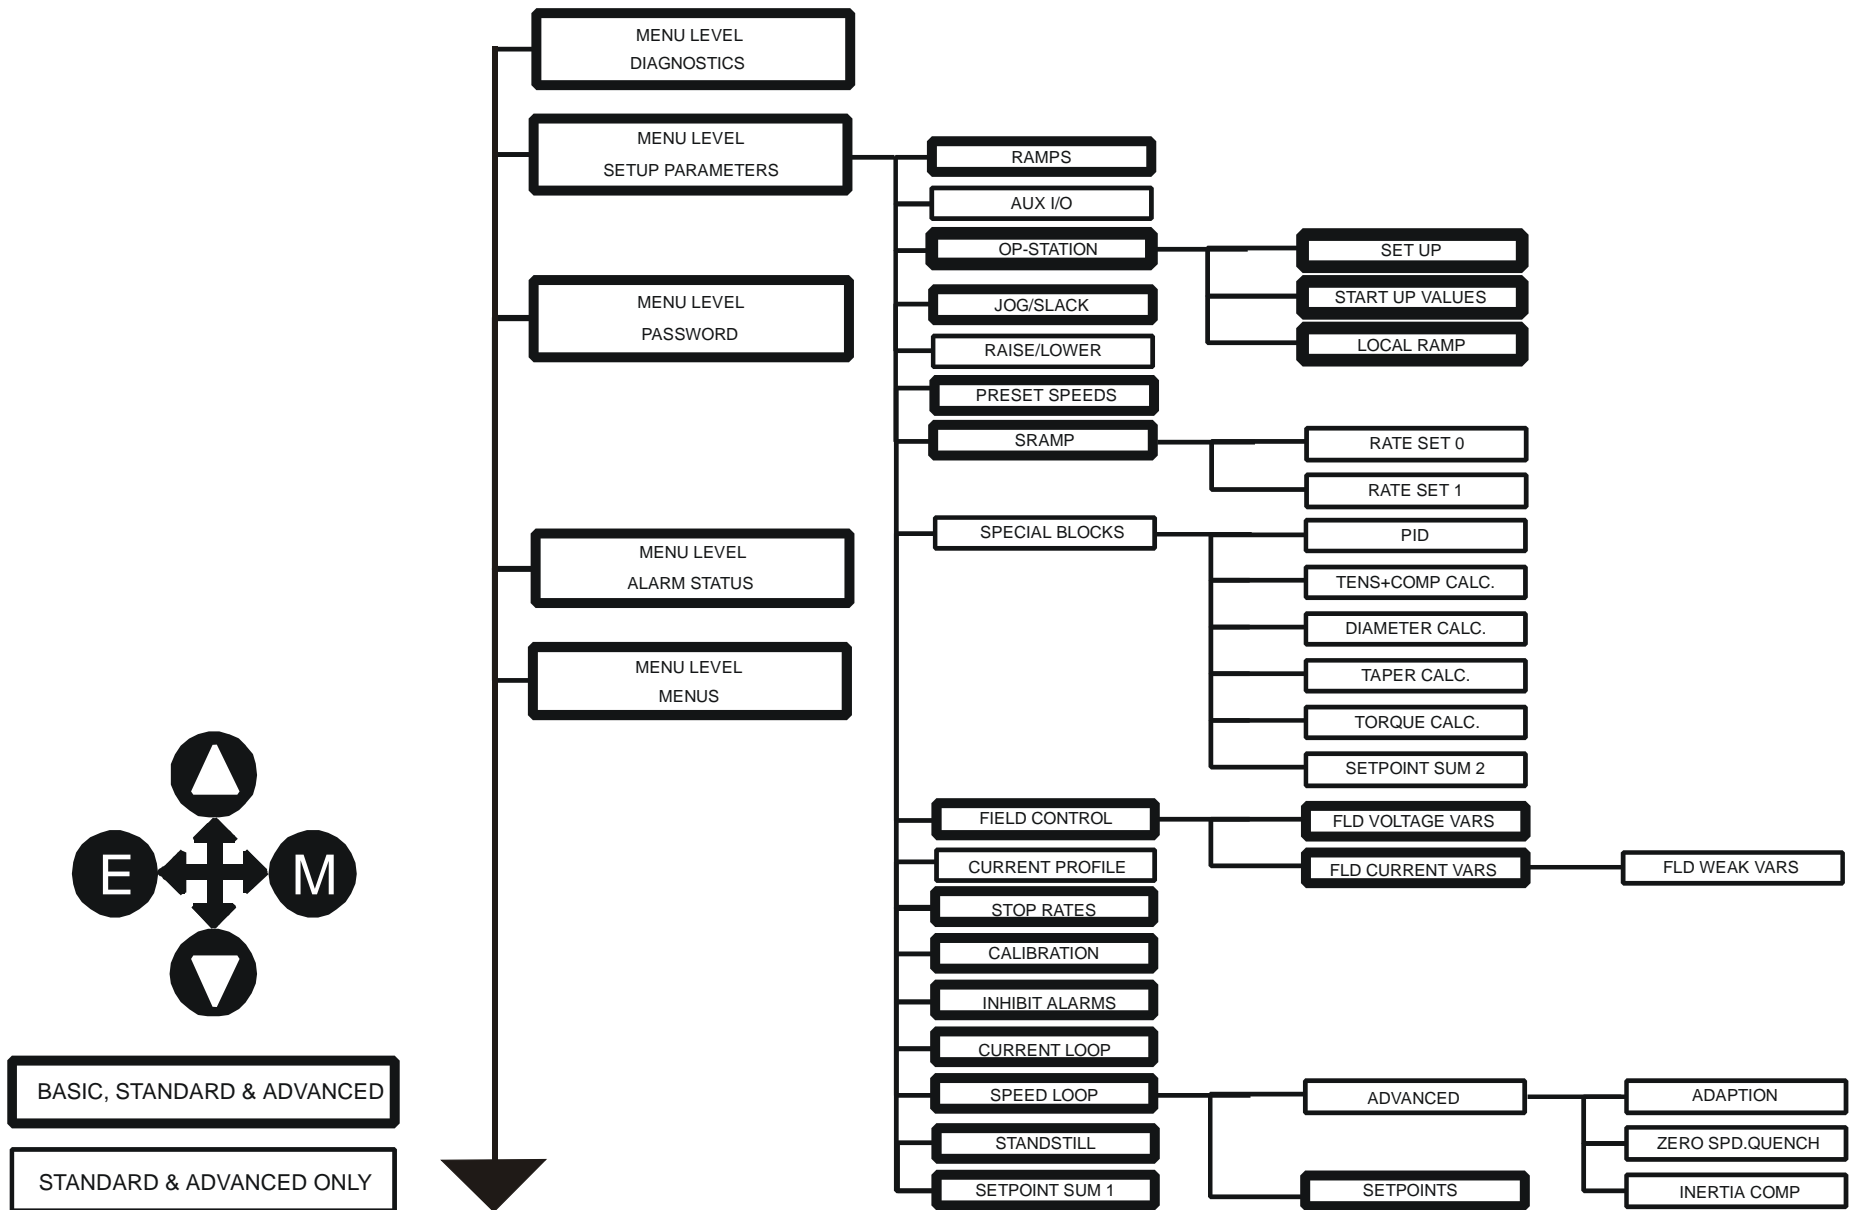 MENU LEVEL
DIAGNOSTICS
MENU LEVEL
SETUP PARAMETERS
MENU LEVEL
PASSWORD
MENU LEVEL
ALARM STATUS
MENU LEVEL
MENUS
RAMPS
AUX I/O
OP-STATION
SET UP
START UP VALUES
LOCAL RAMP
JOG/SLACK
RAISE/LOWER
PRESET SPEEDS
SRAMP
RATE SET 0
RATE SET 1
SPECIAL BLOCKS
PID
TENS+COMP CALC.
DIAMETER CALC.
TAPER CALC.
TORQUE CALC.
SETPOINT SUM 2
FIELD CONTROL
FLD VOLTAGE VARS
FLD CURRENT VARS
FLD WEAK VARS
CURRENT PROFILE
STOP RATES
CALIBRATION
INHIBIT ALARMS
CURRENT LOOP
SPEED LOOP
ADVANCED
ADAPTION
ZERO SPD.QUENCH
INERTIA COMP
SETPOINTS
STANDSTILL
SETPOINT SUM 1
E
M
BASIC, STANDARD & ADVANCED
STANDARD & ADVANCED ONLY